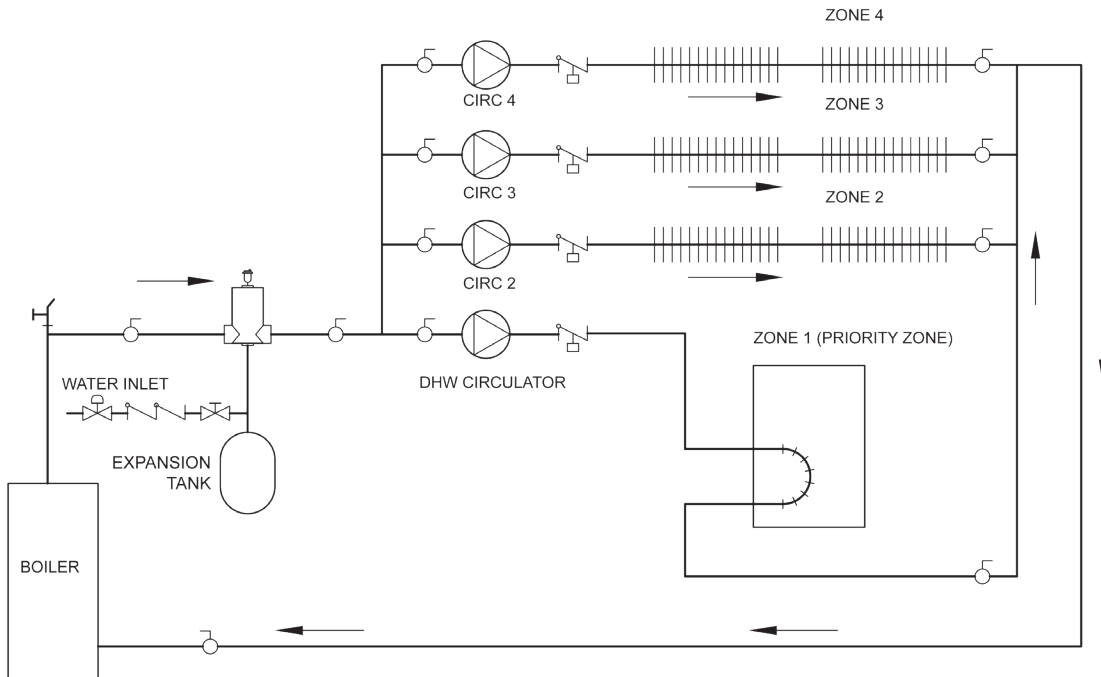 ZONE 4
CIRC 4
ZONE 3
CIRC 3
ZONE 2
CIRC 2
ZONE 1 (PRIORITY ZONE)
DHW CIRCULATOR
WATER INLET
EXPANSION
TANK
BOILER